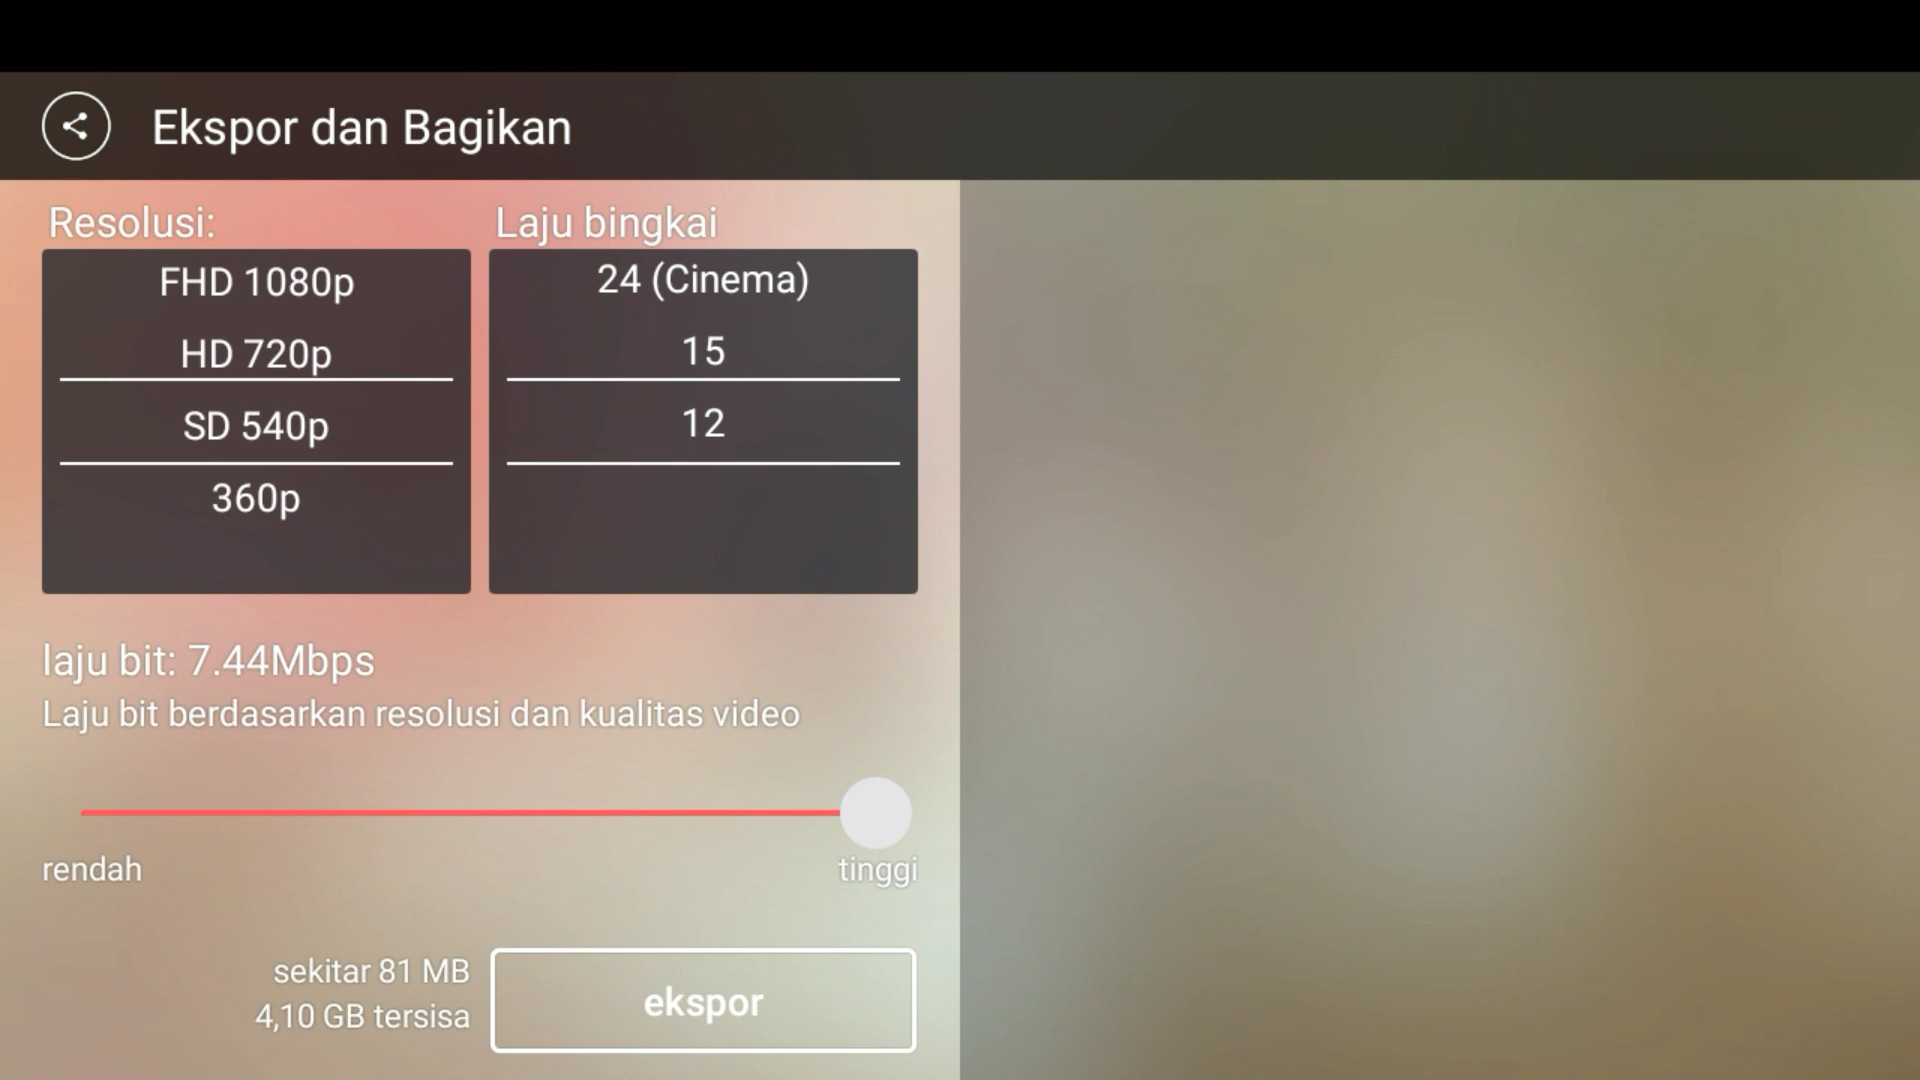 Ekspor dan Bagikan
Resolusi:
FHD 1080p
HD 720p
SD 540p
360p
Laju bingkai
24 (Cinema)
15
12
laju bit: 7.44Mbps
Laju bit berdasarkan resolusi dan kualitas video
rendah
tinggi
sekitar 81 MB
4,10 GB tersisa
ekspor